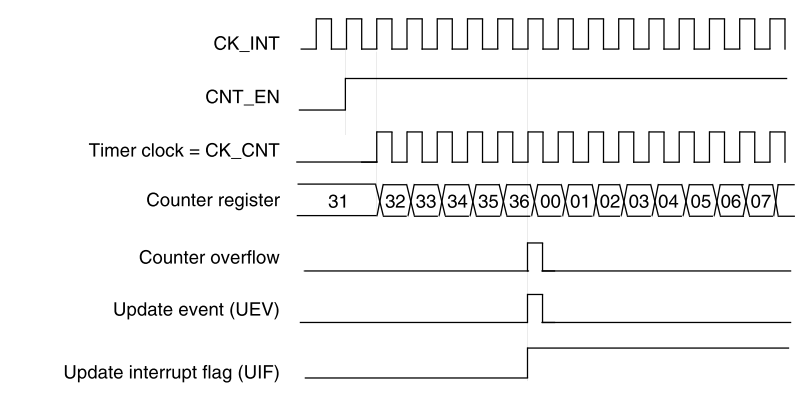 CK_INT
CNT_EN
Timer clock = CK_CNT
Counter register 31 32 33 34 35 36 00 01 02 03 04 05 06 07
Counter overflow
Update event (UEV)
Update interrupt flag (UIF)